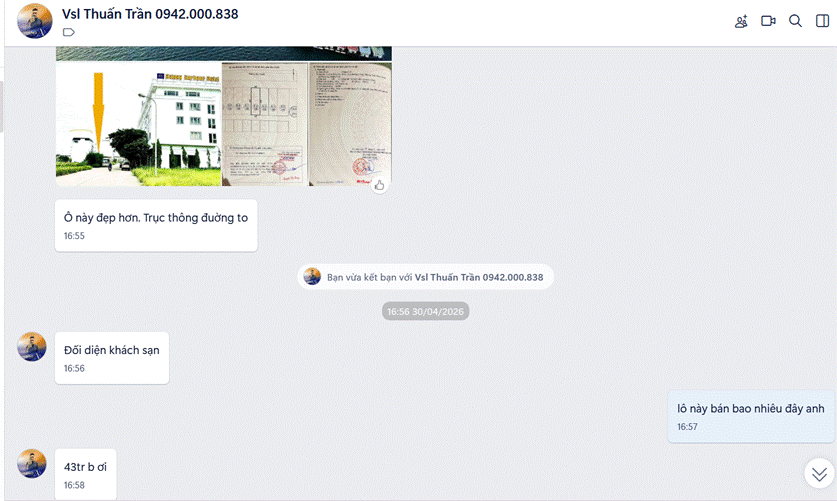 Vsl Thuấn Trần 0942.000.838
Ô này đẹp hơn. Trục thông đường to
16:55
Bạn vừa kết bạn với Vsl Thuấn Trần 0942.000.838
16:56 30/04/2026
Đối diện khách sạn
16:56
lô này bán bao nhiêu đây anh
16:57
43tr b ơi
16:58